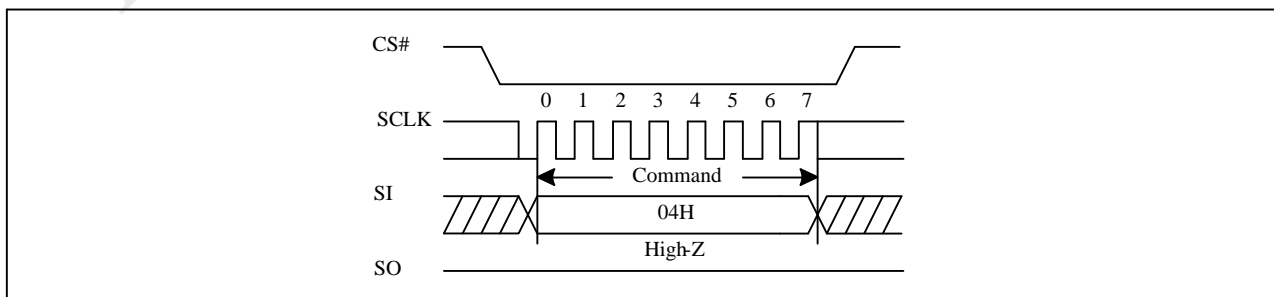 CS#
0 1 2 3 4 5 6 7
SCLK
Command
SI
04H
High-Z
SO